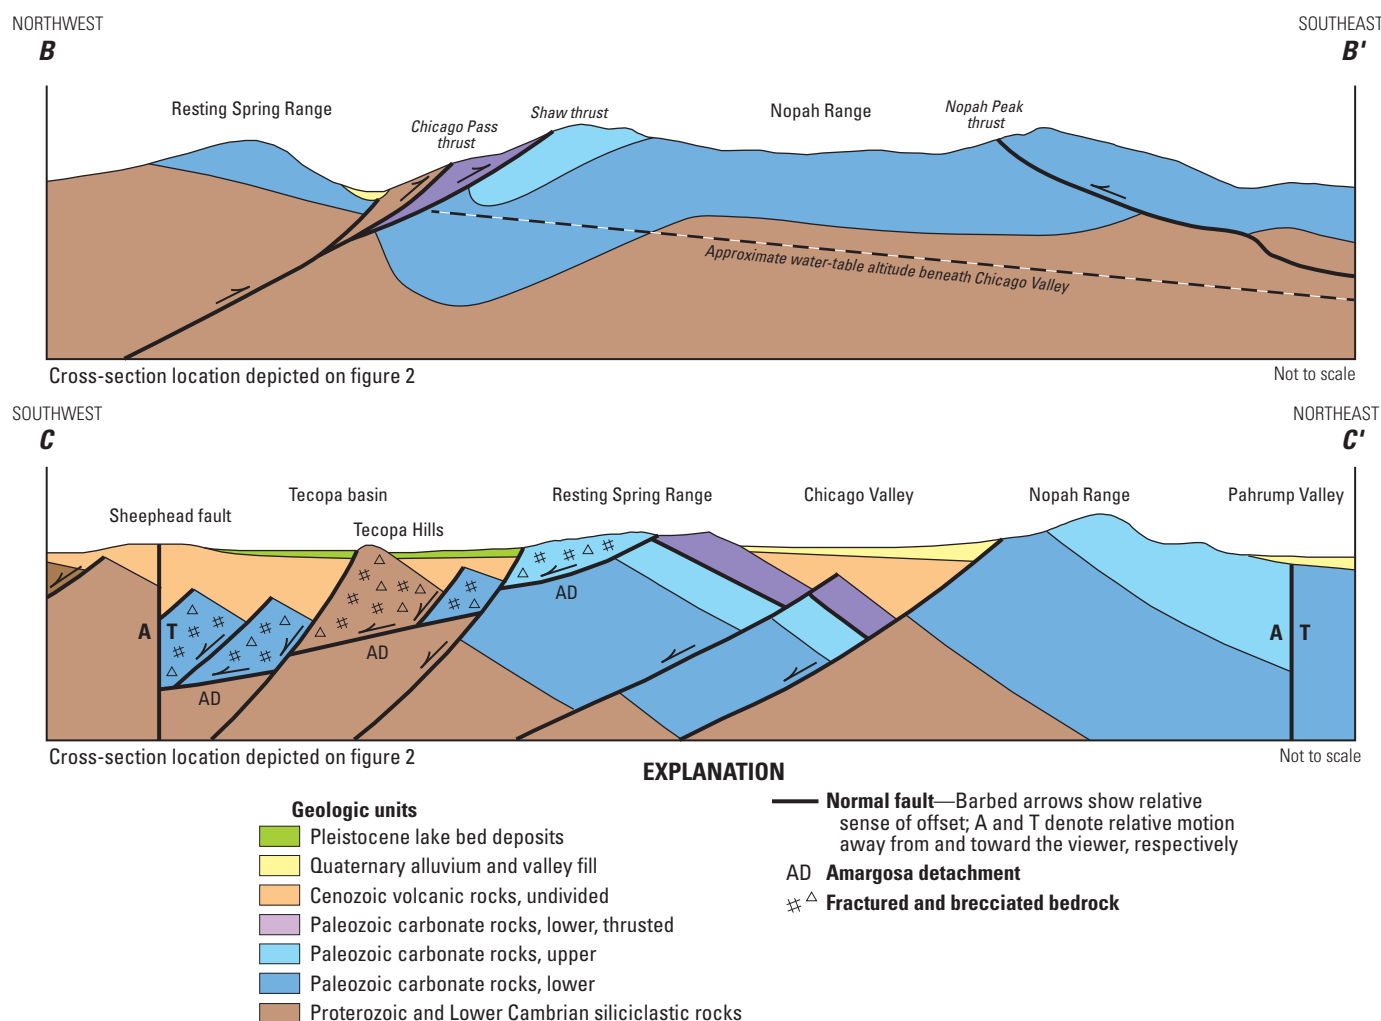 NORTHWEST
B
SOUTHEAST
B'
Resting Spring Range
Chicago Pass
thrust
Shaw thrust
Nopah Range
Nopah Peak
thrust
Approximate water-table altitude beneath Chicago Valley
Cross-section location depicted on figure 2
Not to scale
SOUTHWEST
C
NORTHEAST
C'
Sheephead fault
Tecopa basin
Tecopa Hills
Resting Spring Range
Chicago Valley
Nopah Range
Pahrump Valley
A T
AD
AD
AD
A T
Cross-section location depicted on figure 2
Not to scale
EXPLANATION
Geologic units
Pleistocene lake bed deposits
Quaternary alluvium and valley fill
Cenozoic volcanic rocks, undivided
Paleozoic carbonate rocks, lower, thrusted
Paleozoic carbonate rocks, upper
Paleozoic carbonate rocks, lower
Proterozoic and Lower Cambrian siliciclastic rocks
Normal fault—Barbed arrows show relative
sense of offset; A and T denote relative motion
away from and toward the viewer, respectively
AD Amargosa detachment
Fractured and brecciated bedrock